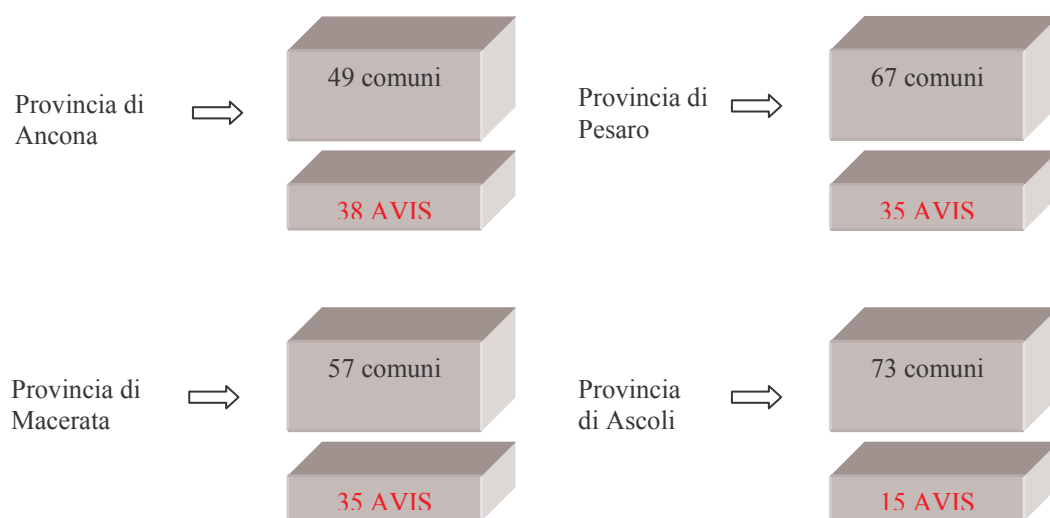 Provincia di
Ancona
49 comuni
38 AVIS
Provincia di
Pesaro
67 comuni
35 AVIS
Provincia di
Macerata
57 comuni
35 AVIS
Provincia
di Ascoli
73 comuni
15 AVIS